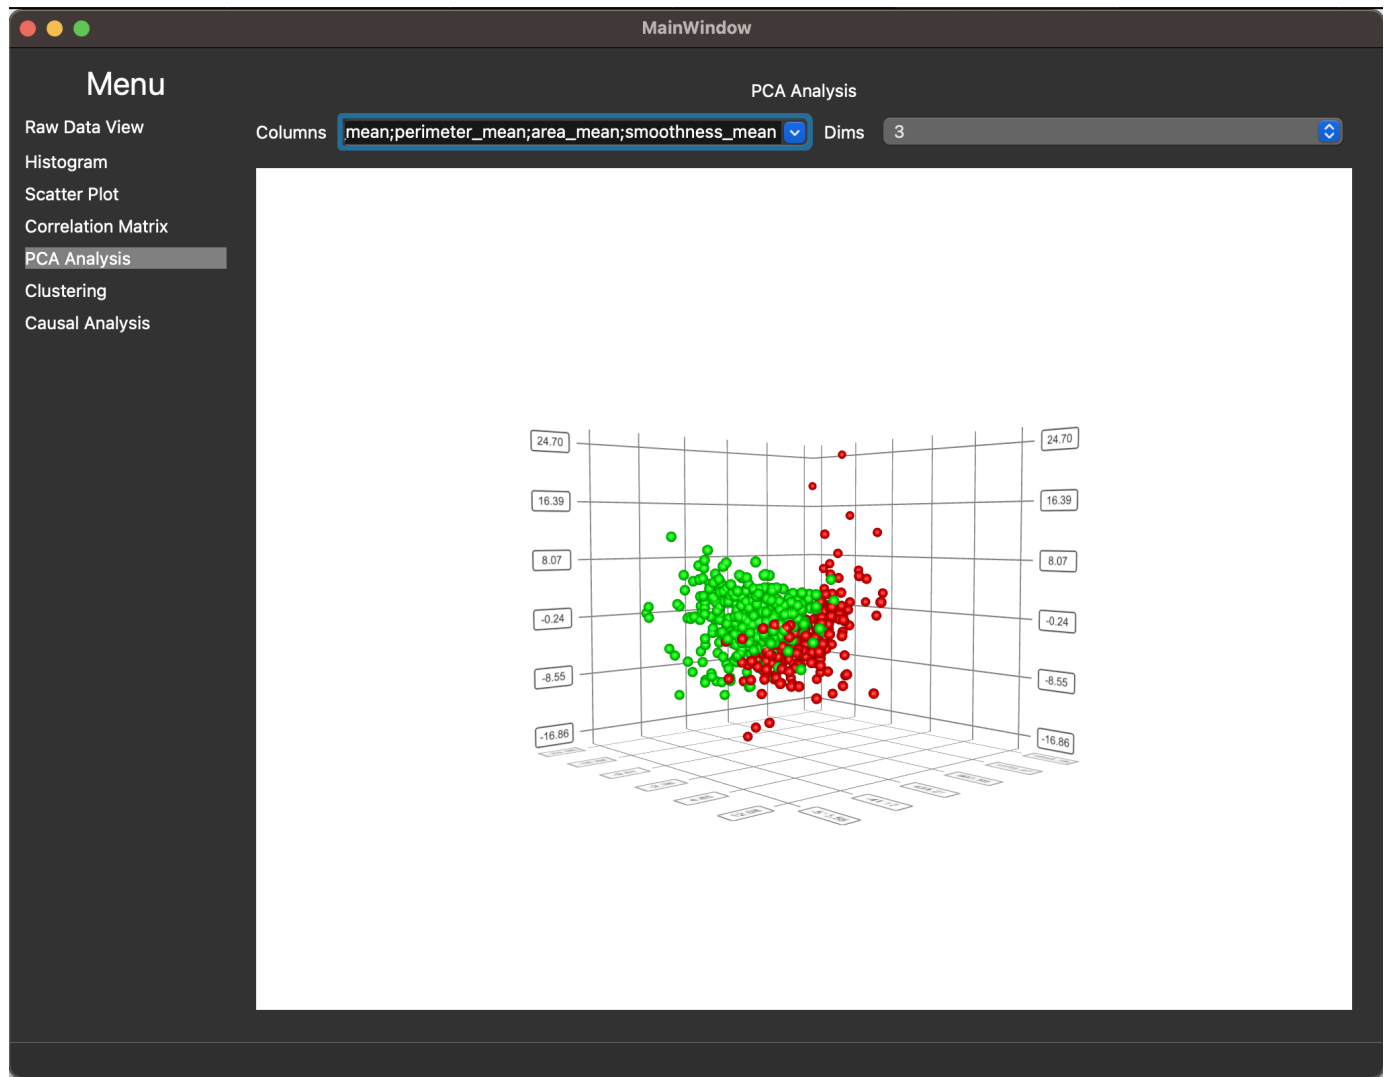 MainWindow
Menu
PCA Analysis
Raw Data View
Columns
mean;perimeter_mean;area_mean;smoothness_mean
Dims
3
Histogram
Scatter Plot
Correlation Matrix
PCA Analysis
Clustering
Causal Analysis
24.70
24.70
16.39
16.39
8.07
8.07
-0.24
-0.24
-8.55
-8.55
-16.86
-16.86